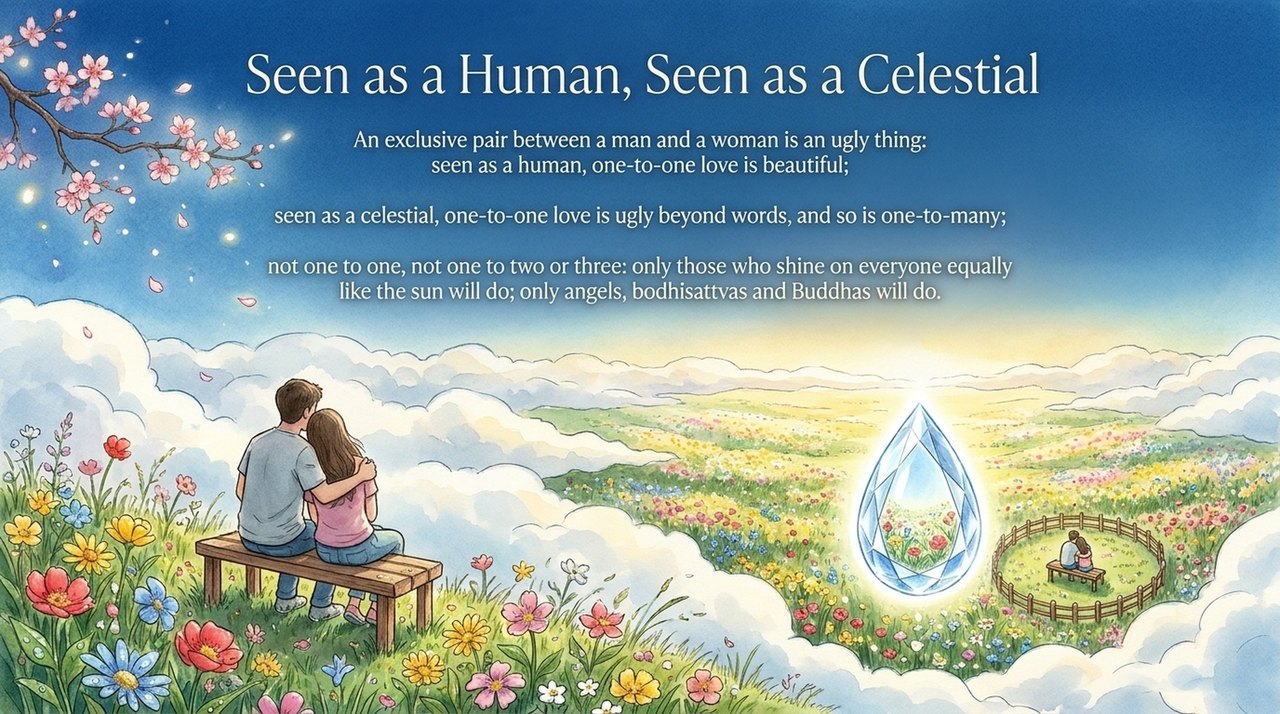 Seen as a Human, Seen as a Celestial
An exclusive pair between a man and a woman is an ugly thing:
seen as a human, one-to-one love is beautiful;
seen as a celestial, one-to-one love is ugly beyond words, and so is one-to-many;
not one to one, not one to two or three: only those who shine on everyone equally
like the sun will do; only angels, bodhisattvas and Buddhas will do.